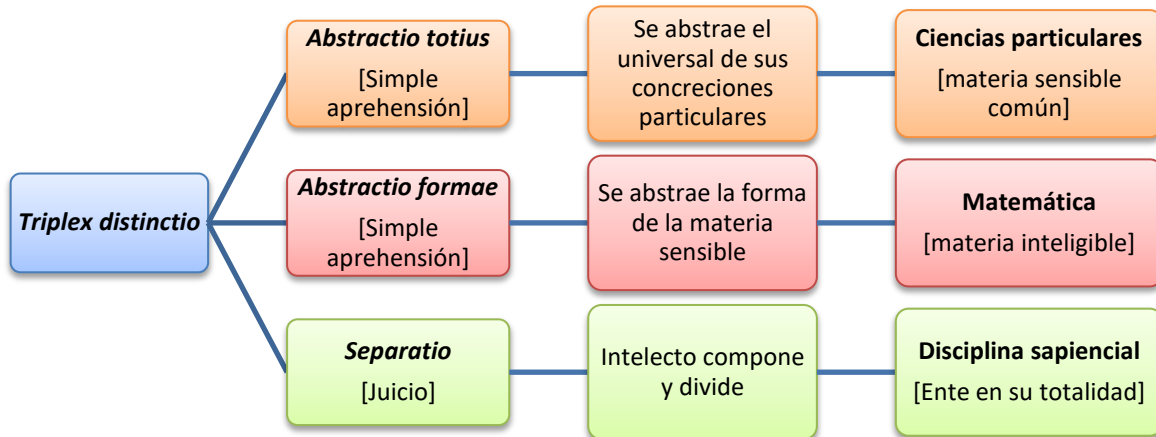 Triplex distinctio
Abstractio totius
[Simple
aprehensión]
Se abstrae el
universal de sus
concreciones
particulares
Ciencias particulares
[materia sensible
común]
Abstractio formae
[Simple
aprehensión]
Se abstrae la forma
de la materia
sensible
Matemática
[materia inteligible]
Separatio
[Juicio]
Intelecto compone
y divide
Disciplina sapiencial
[Ente en su totalidad]